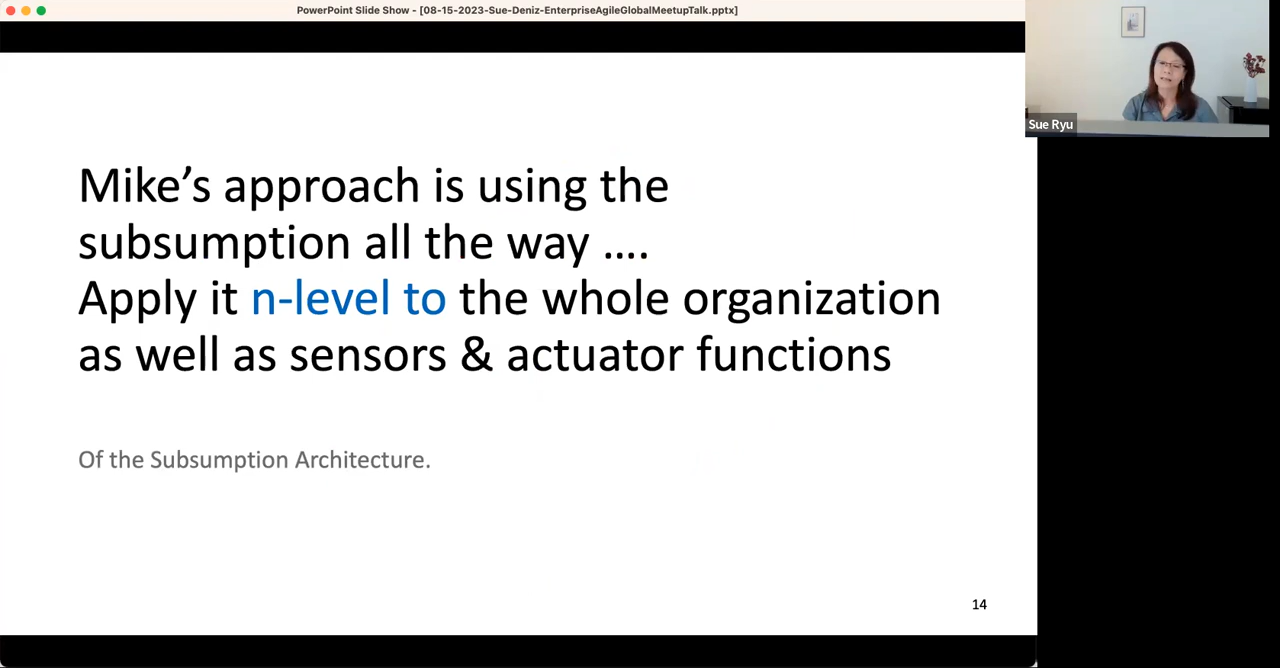 PowerPoint Slide Show - [08-15-2023-Sue-Deniz-EnterpriseAgileGlobalMeetupTalk.pptx]
Sue Ryu
Mike’s approach is using the
subsumption all the way ….
Apply it n-level to the whole organization
as well as sensors & actuator functions
Of the Subsumption Architecture.
14